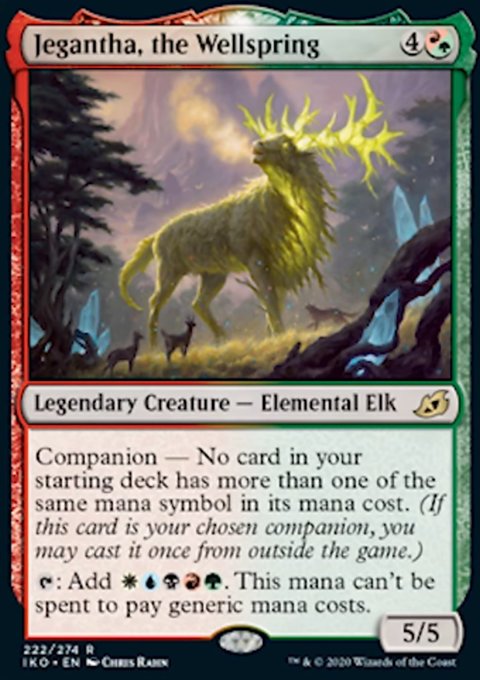 Jegantha, the Wellspring 4
Legendary Creature — Elemental Elk
Companion — No card in your
starting deck has more than one of the
same mana symbol in its mana cost. (If
this card is your chosen companion, you
may cast it once from outside the game.)
: Add . This mana can't be
spent to pay generic mana costs.
5/5
222/274 R
IKO • EN Chris Rahn
™ & © 2020 Wizards of the Coast